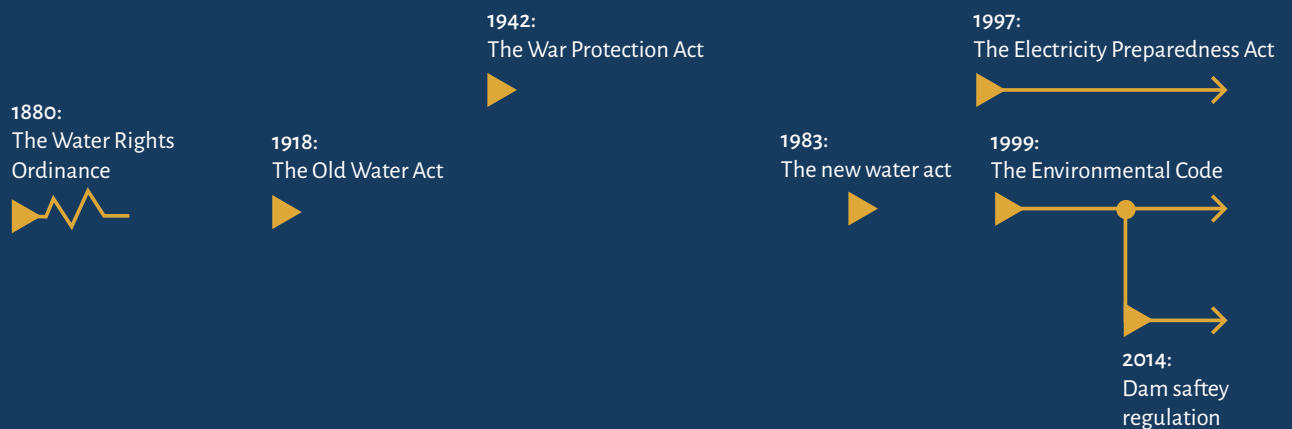 1880:
The Water Rights
Ordinance
1918:
The Old Water Act
1942:
The War Protection Act
1983:
The new water act
1997:
The Electricity Preparedness Act
1999:
The Environmental Code
2014:
Dam saftey
regulation